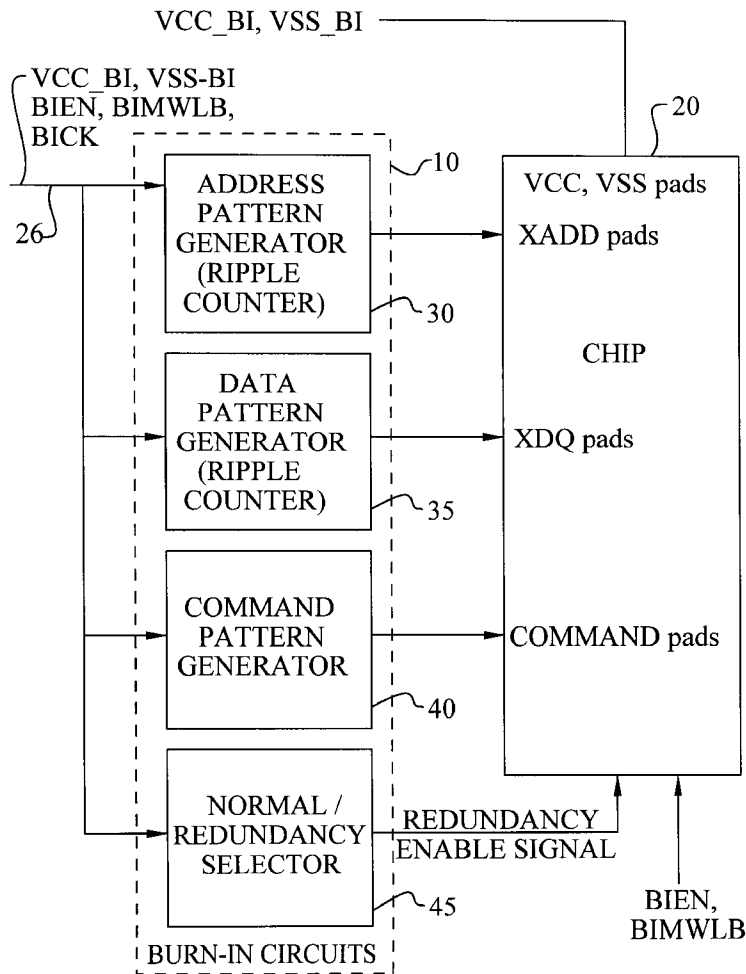 VCC_BI, VSS_BI
VCC_BI, VSS-BI
BIEN, BIMWLB,
BICK
26
10
20
ADDRESS
PATTERN
GENERATOR
(RIPPLE
COUNTER)
30
VCC, VSS pads
XADD pads
CHIP
DATA
PATTERN
GENERATOR
(RIPPLE
COUNTER)
35
XDQ pads
COMMAND
PATTERN
GENERATOR
40
COMMAND pads
NORMAL /
REDUNDANCY
SELECTOR
45
REDUNDANCY
ENABLE SIGNAL
BIEN,
BIMWLB
BURN-IN CIRCUITS